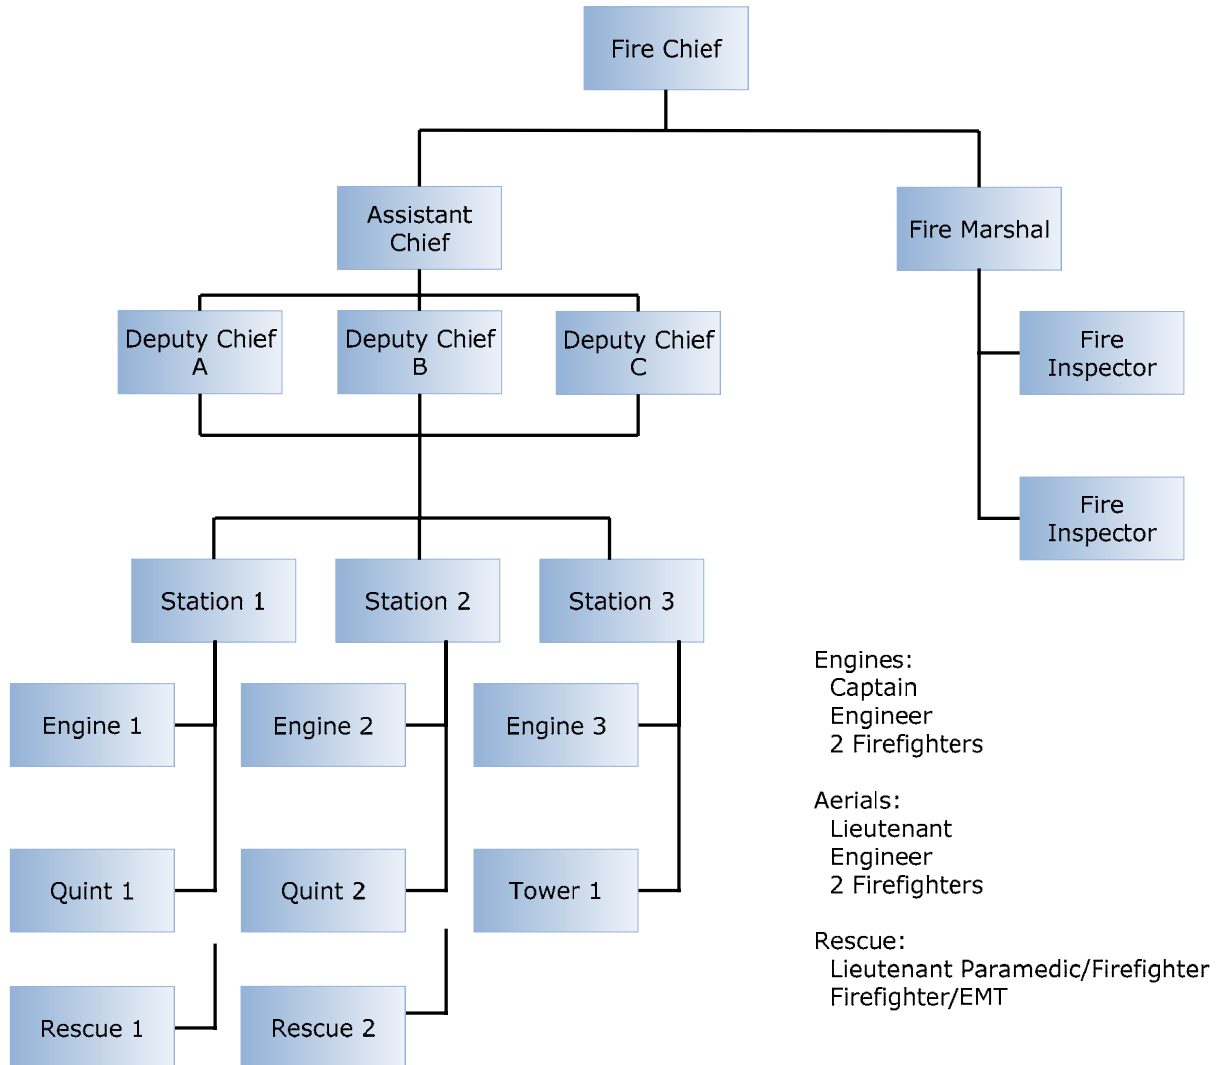 Fire Chief
Assistant
Chief
Fire Marshal
Deputy Chief
A
Deputy Chief
B
Deputy Chief
C
Fire
Inspector
Fire
Inspector
Station 1
Station 2
Station 3
Engine 1
Engine 2
Engine 3
Quint 1
Quint 2
Tower 1
Rescue 1
Rescue 2
Engines:
Captain
Engineer
2 Firefighters
Aerials:
Lieutenant
Engineer
2 Firefighters
Rescue:
Lieutenant Paramedic/Firefighter
Firefighter/EMT